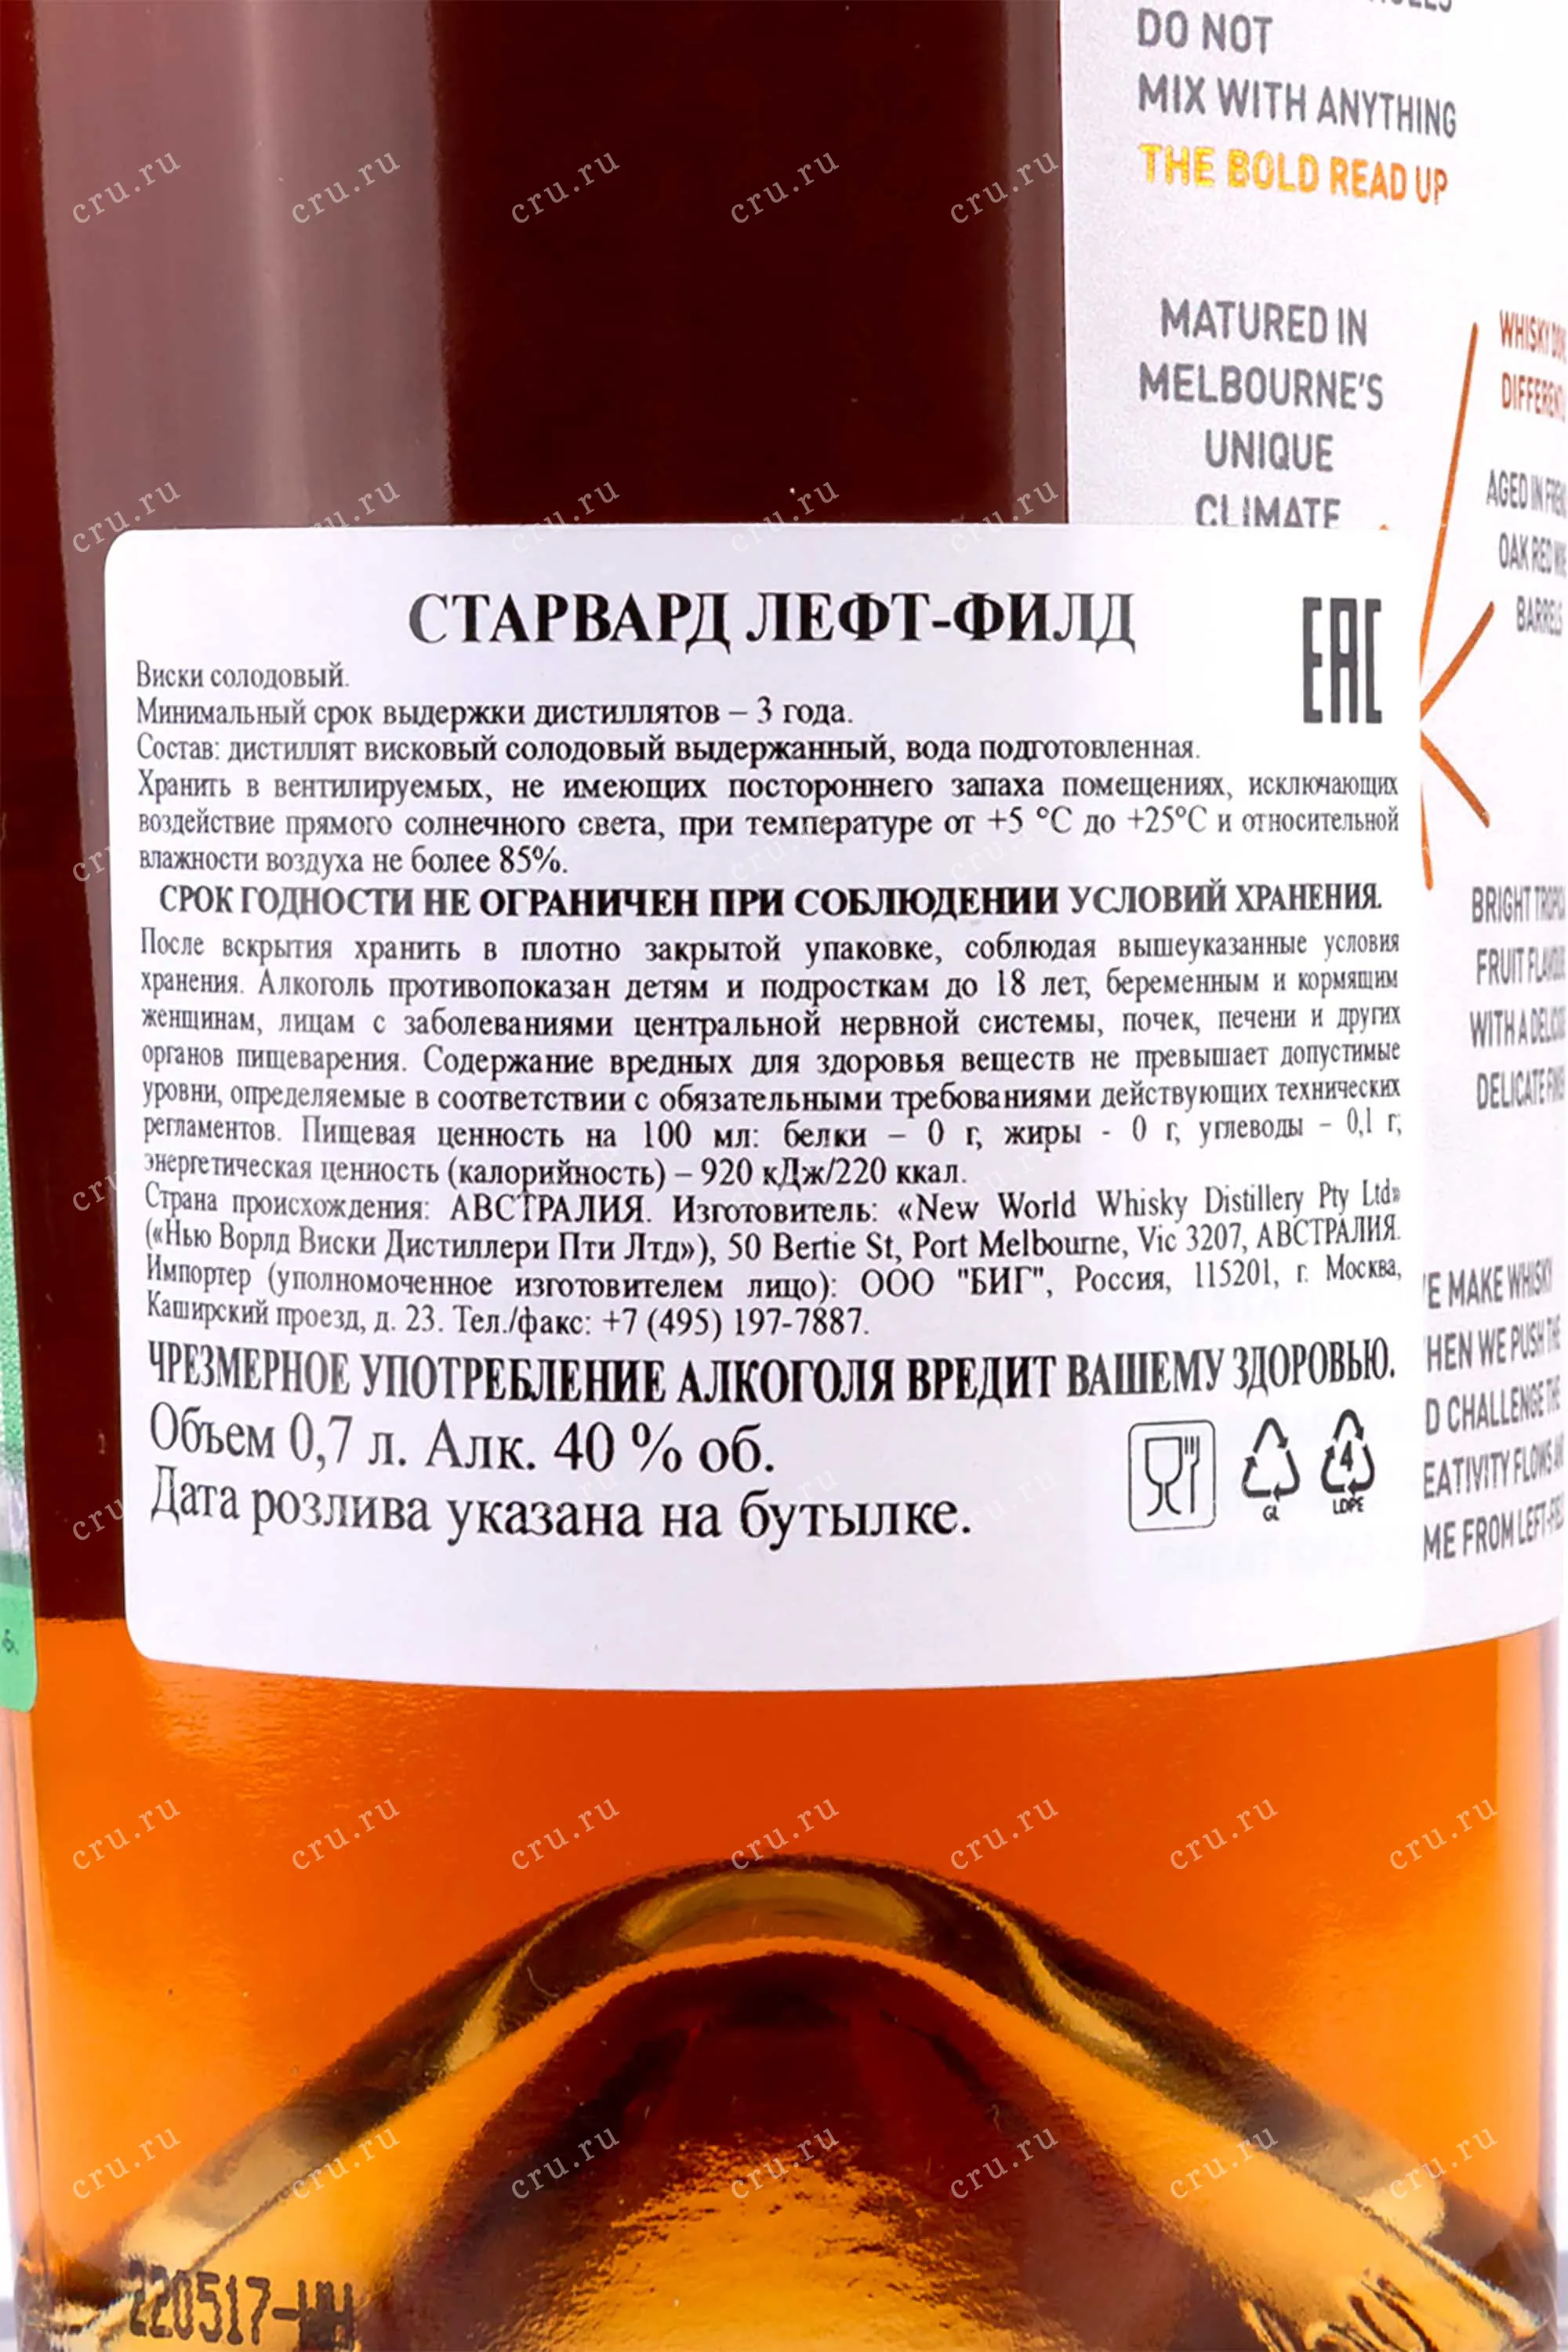 DO NOT
MIX WITH ANYTHING
THE BOLD READ UP
MATURED IN
MELBOURNE'S
UNIQUE
CLIMATE
WHISKY
AGED IN
OAK RED
BARRELS
BRIGHT
FRUIT
WITH A
DELICATE
MAKE WHISKY
WE PUSH THE
CHALLENGE THE
FLOWS
FROM
СТАРВАРД ЛЕФТ-ФИЛД
EAC
Виски солодовый.
Минимальный срок выдержки дистиллятов – 3 года.
Состав: дистиллят висковый солодовый выдержанный, вода подготовленная.
Хранить в вентилируемых, не имеющих постороннего запаха помещениях, исключающих
воздействие прямого солнечного света, при температуре от +5 °C до +25°C и относительной
влажности воздуха не более 85%.
СРОК ГОДНОСТИ НЕ ОГРАНИЧЕН ПРИ СОБЛЮДЕНИИ УСЛОВИЙ ХРАНЕНИЯ.
После вскрытия хранить в плотно закрытой упаковке, соблюдая вышеуказанные условия
хранения. Алкоголь противопоказан детям и подросткам до 18 лет, беременным и кормящим
женщинам, лицам с заболеваниями центральной нервной системы, почек, печени и других
органов пищеварения. Содержание вредных для здоровья веществ не превышает допустимые
уровни, определяемые в соответствии с обязательными требованиями действующих технических
регламентов. Пищевая ценность на 100 мл: белки – 0 г, жиры - 0 г, углеводы – 0,1 г;
энергетическая ценность (калорийность) – 920 кДж/220 ккал.
Страна происхождения: АВСТРАЛИЯ. Изготовитель: «New World Whisky Distillery Pty Ltd»
(«Нью Ворлд Виски Дистиллери Пти Лтд»), 50 Bertie St, Port Melbourne, Vic 3207, АВСТРАЛИЯ.
Импортер (уполномоченное изготовителем лицо): ООО "БИГ", Россия, 115201, г. Москва,
Каширский проезд, д. 23. Тел./факс: +7 (495) 197-7887.
ЧРЕЗМЕРНОЕ УПОТРЕБЛЕНИЕ АЛКОГОЛЯ ВРЕДИТ ВАШЕМУ ЗДОРОВЬЮ.
Объем 0,7 л. Алк. 40 % об.
Дата розлива указана на бутылке.
GL
4
LDPE
cru.ru